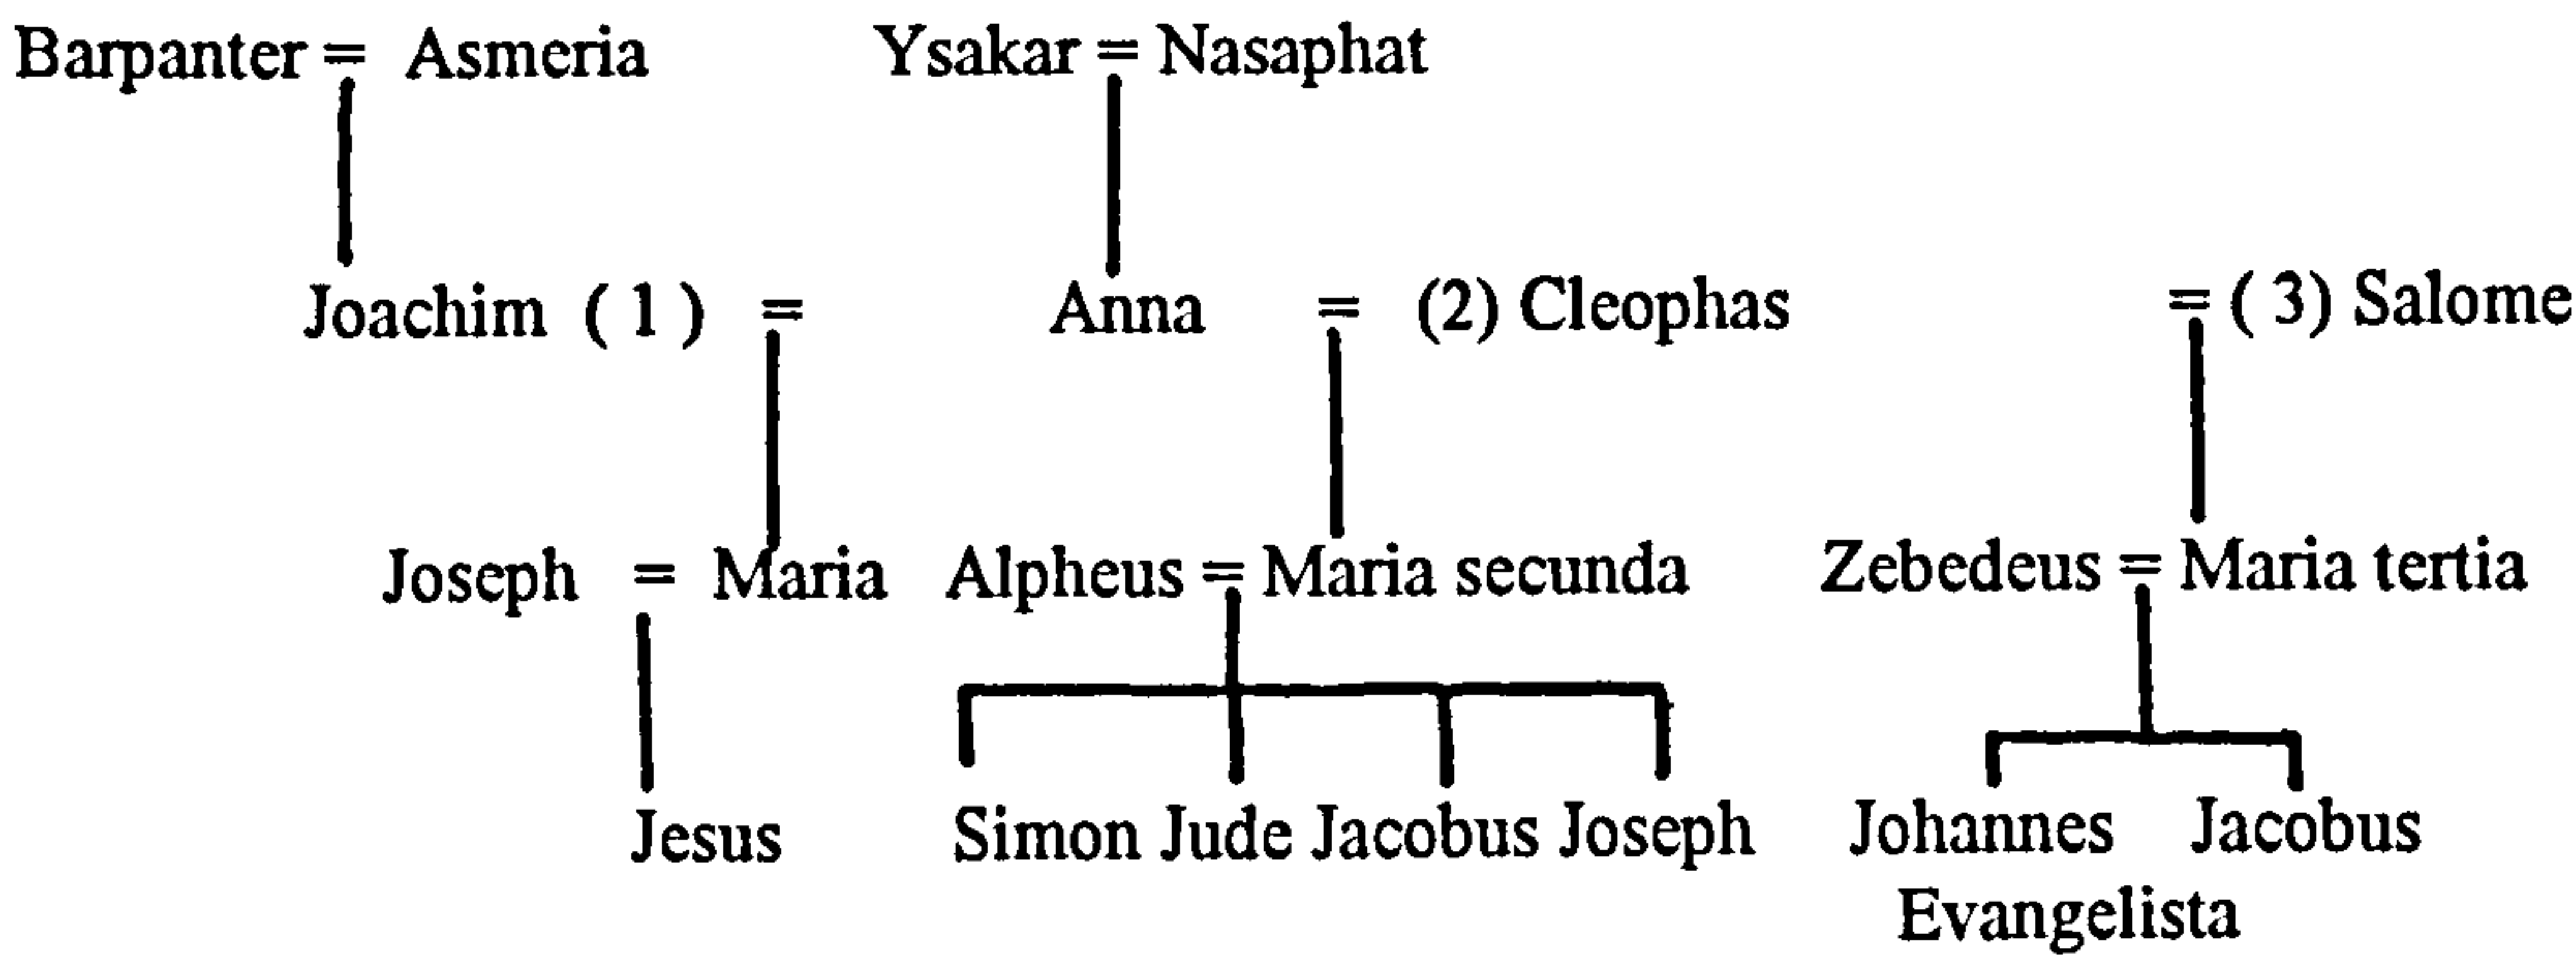 Barpanter = Asmeria Ysakar = Nasaphat
Joachim ( 1 ) = Anna = (2) Cleophas = ( 3) Salome
Joseph = Maria Alpheus = Maria secunda Zebedeus = Maria tertia
Jesus Simon Jude Jacobus Joseph Johannes Jacobus
Evangelista